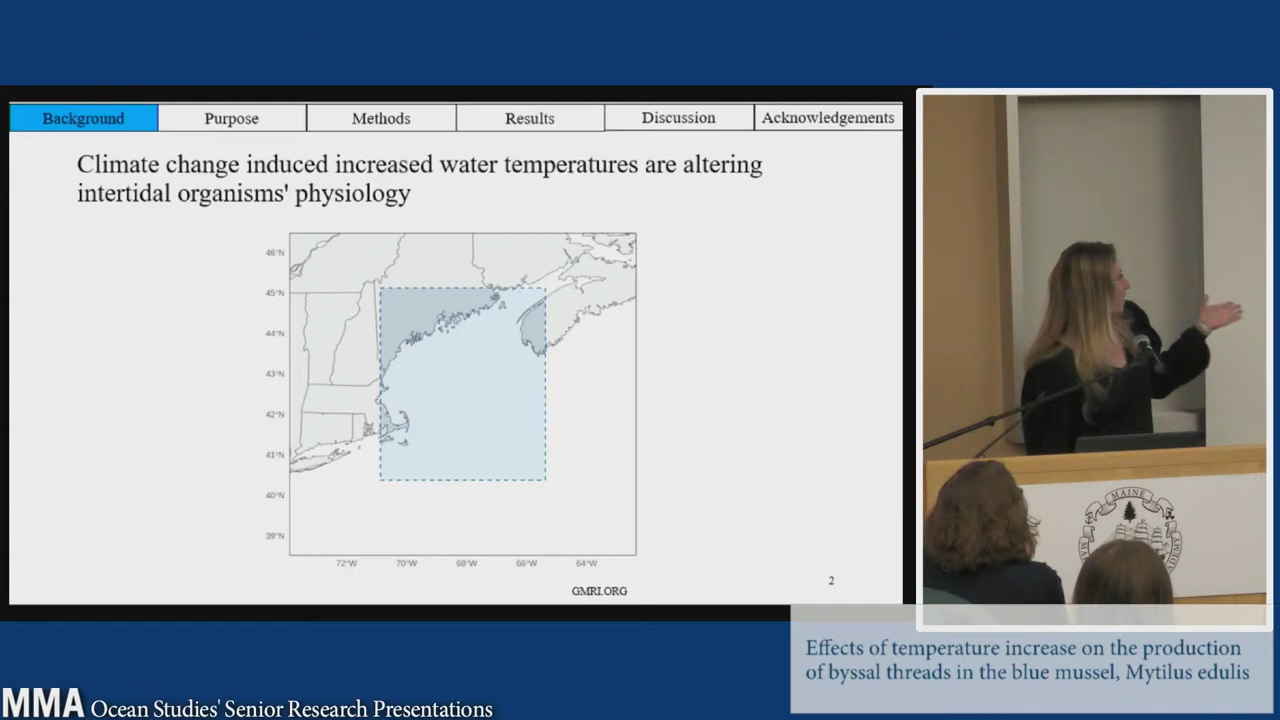 Background
Purpose
Methods
Results
Discussion
Acknowledgements
Climate change induced increased water temperatures are altering
intertidal organisms' physiology
46°N
45°N
44°N
43°N
42°N
41°N
40°N
39°N
72°W
70°W
68°W
66°W
64°W
GMRI.ORG
2
MAINE
Effects of temperature increase on the production
of byssal threads in the blue mussel, Mytilus edulis
MMA Ocean Studies' Senior Research Presentations